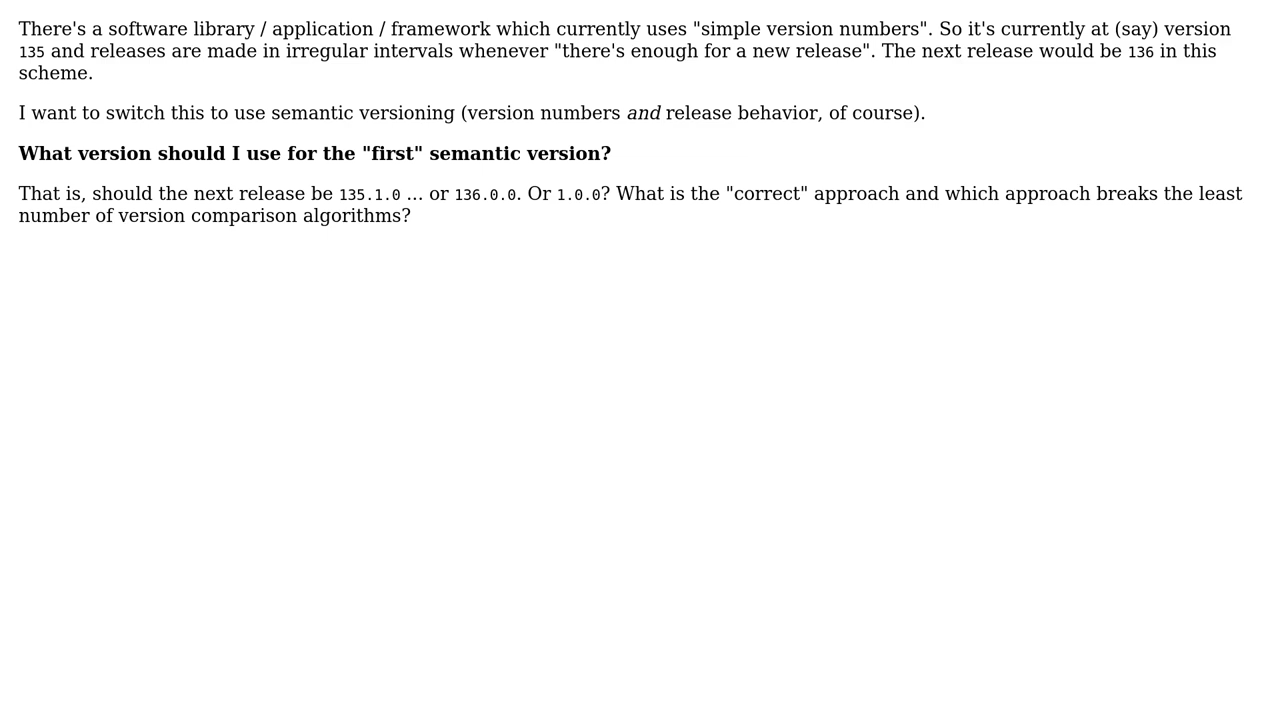 There's a software library / application / framework which currently uses "simple version numbers". So it's currently at (say) version
135 and releases are made in irregular intervals whenever "there's enough for a new release". The next release would be 136 in this
scheme.
I want to switch this to use semantic versioning (version numbers and release behavior, of course).
What version should I use for the "first" semantic version?
That is, should the next release be 135.1.0 ... or 136.0.0. Or 1.0.0? What is the "correct" approach and which approach breaks the least
number of version comparison algorithms?